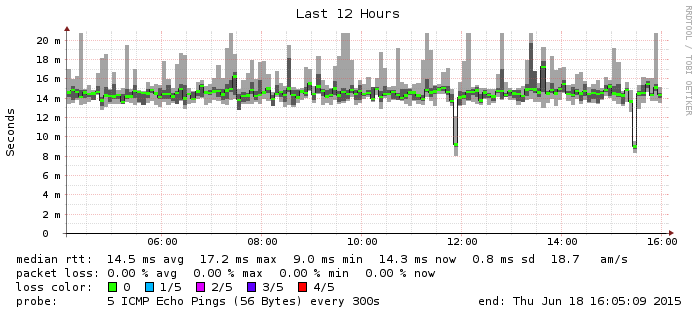 Last 12 Hours
RRDTOOL / TOBI OETIKER
Seconds
20 m
18 m
16 m
14 m
12 m
10 m
8 m
6 m
4 m
2 m
0
06:00 08:00 10:00 12:00 14:00 16:00
median rtt: 14.5 ms avg 17.2 ms max 9.0 ms min 14.3 ms now 0.8 ms sd 18.7 am/s
packet loss: 0.00 % avg 0.00 % max 0.00 % min 0.00 % now
loss color: 0 1/5 2/5 3/5 4/5
probe: 5 ICMP Echo Pings (56 Bytes) every 300s end: Thu Jun 18 16:05:09 2015